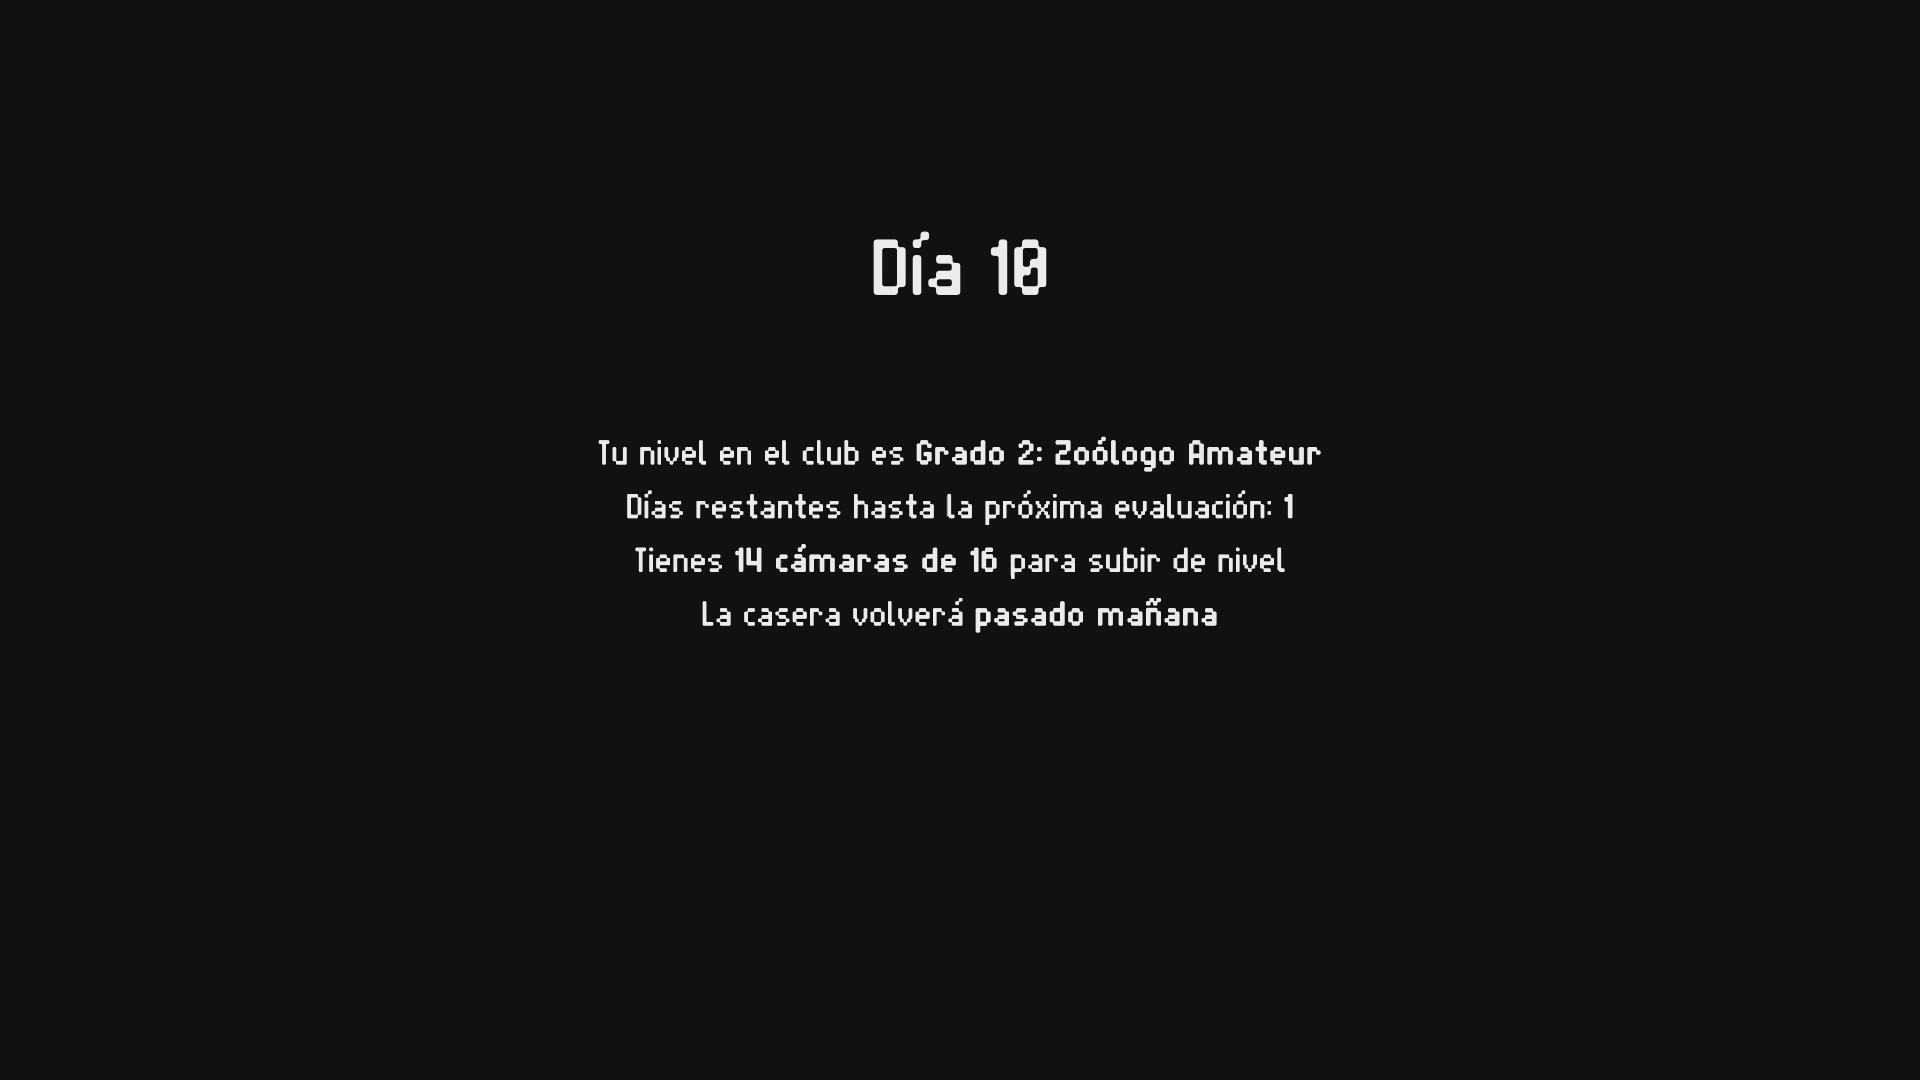 Día 10
Tu nivel en el club es Grado 2: Zoólogo Amateur
Días restantes hasta la próxima evaluación: 1
Tienes 14 cámaras de 16 para subir de nivel
La casera volverá pasado mañana